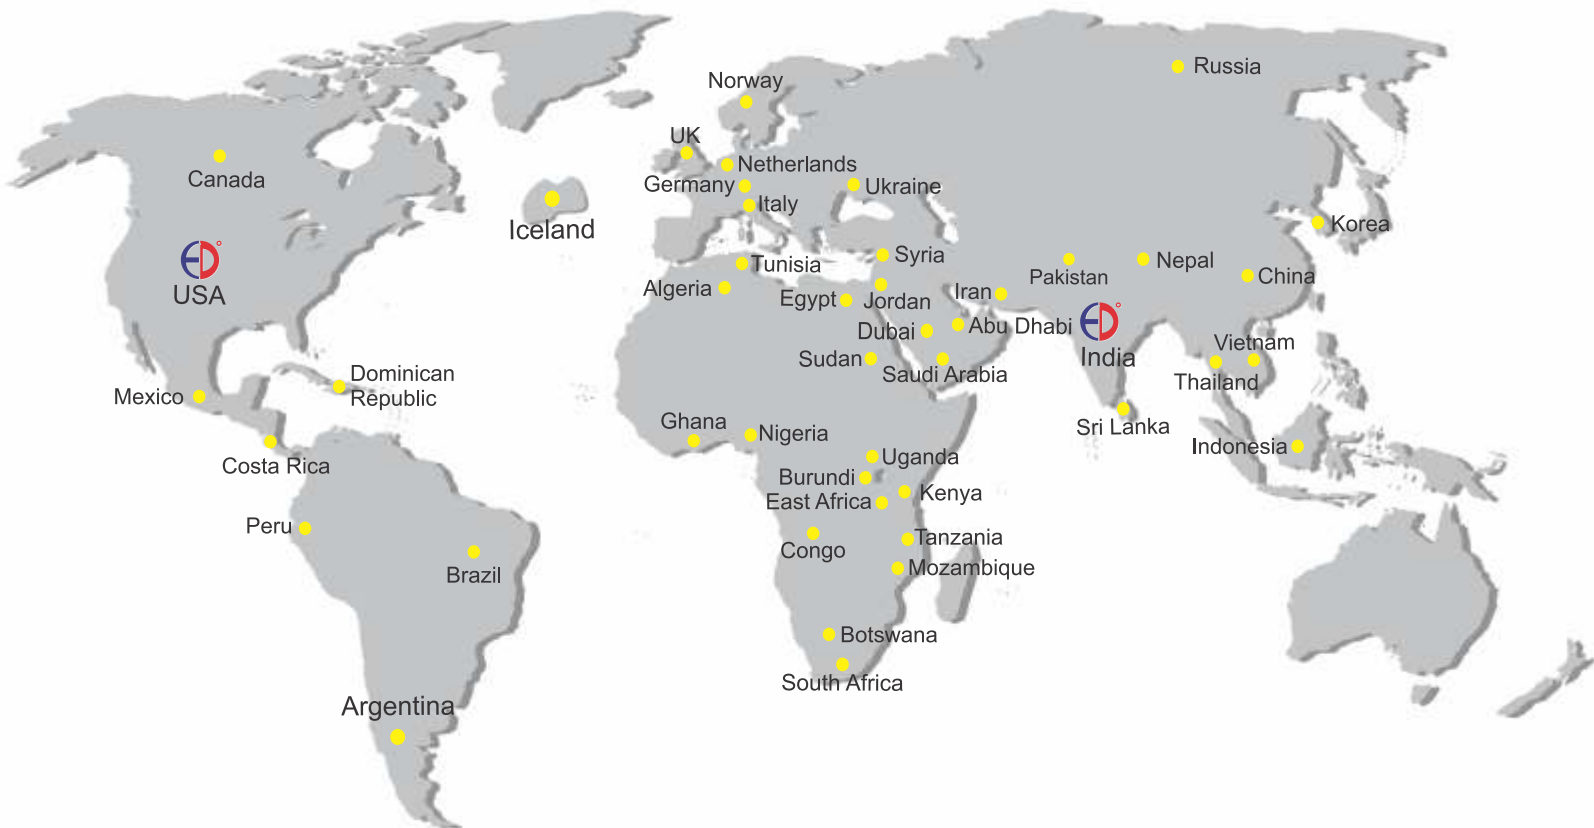 Russia
Norway
UK
Netherlands
Canada
Germany
Ukraine
Italy
Iceland
Korea
Syria
Tunisia
Nepal
Pakistan
China
USA
Algeria
Egypt
Jordan
Iran
Abu Dhabi
Dubai
ED
India
Vietnam
Sudan
Saudi Arabia
Thailand
Dominican
Republic
Mexico
Ghana
Nigeria
Sri Lanka
Indonesia
Costa Rica
Uganda
Burundi
Kenya
East Africa
Peru
Tanzania
Congo
Mozambique
Brazil
Botswana
South Africa
Argentina
ED